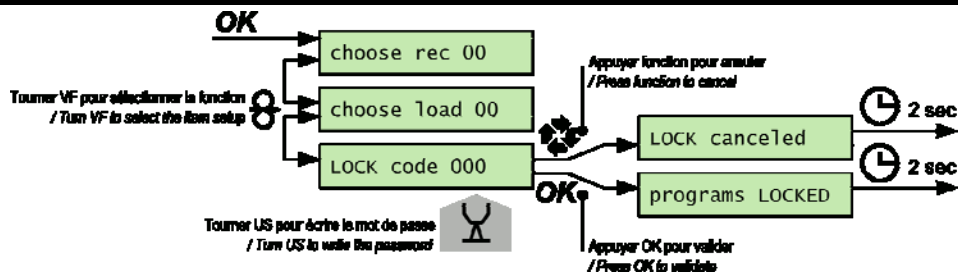 OK
choose rec 00
Appuyer fonction pour annuler
/ Press function to cancel
Tourner VF pour sélectionner la fonction
/ Turn VF to select the item setup
choose load 00
2 sec
LOCK canceled
LOCK code 000
2 sec
OK
programs LOCKED
Tourner US pour écrire le mot de passe
/ Turn US to write the password
Appuyer OK pour valider
/ Press OK to validate